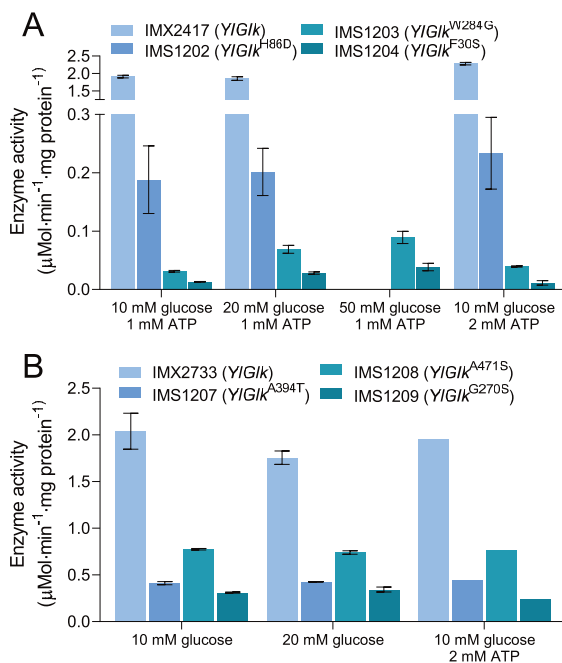 A
IMX2417 (YlGlk) IMS1203 (YlGlk^W284G)
IMS1202 (YlGlk^H86D) IMS1204 (YlGlk^F30S)
Enzyme activity
(μMol·min⁻¹·mg protein⁻¹)
2.5
2.0
1.5
0.3
0.2
0.1
0.0
10 mM glucose 20 mM glucose 50 mM glucose 10 mM glucose
1 mM ATP 1 mM ATP 1 mM ATP 2 mM ATP
B
IMX2733 (YlGlk) IMS1208 (YlGlk^A471S)
IMS1207 (YlGlk^A394T) IMS1209 (YlGlk^G270S)
Enzyme activity
(μMol·min⁻¹·mg protein⁻¹)
2.5
2.0
1.5
1.0
0.5
0.0
10 mM glucose 20 mM glucose 10 mM glucose
2 mM ATP